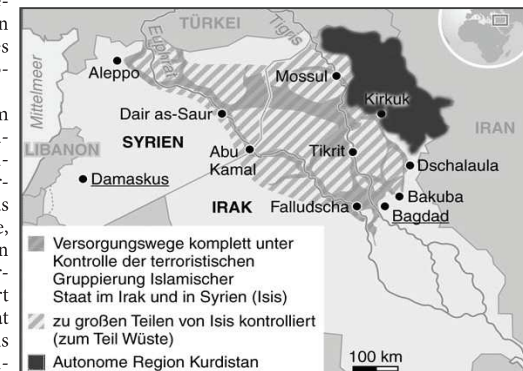 TÜRKEI
Tigris
Euphrat
Mittelmeer
Aleppo
Mossul
Kirkuk
IRAN
Dair as-Saur
SYRIEN
LIBANON
Abu
Kamal
Tikrit
Dschalaula
Damaskus
Bakuba
IRAK
Falludscha
Bagdad
Versorgungswege komplett unter
Kontrolle der terroristischen
Gruppierung Islamischer
Staat im Irak und in Syrien (Isis)
zu großen Teilen von Isis kontrolliert
(zum Teil Wüste)
Autonome Region Kurdistan
100 km